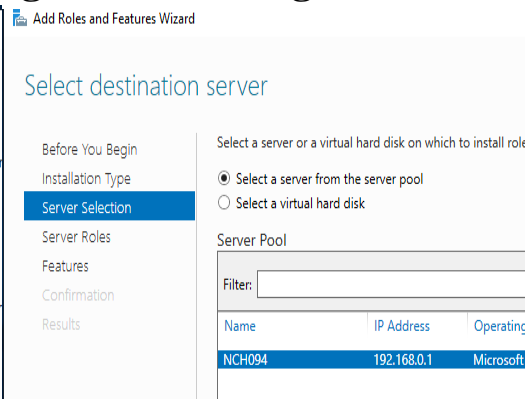 Add Roles and Features Wizard
Select destination server
Before You Begin
Installation Type
Server Selection
Server Roles
Features
Confirmation
Results
Select a server or a virtual hard disk on which to install role
Select a server from the server pool
Select a virtual hard disk
Server Pool
Filter:
Name IP Address Operating
NCH094 192.168.0.1 Microsoft